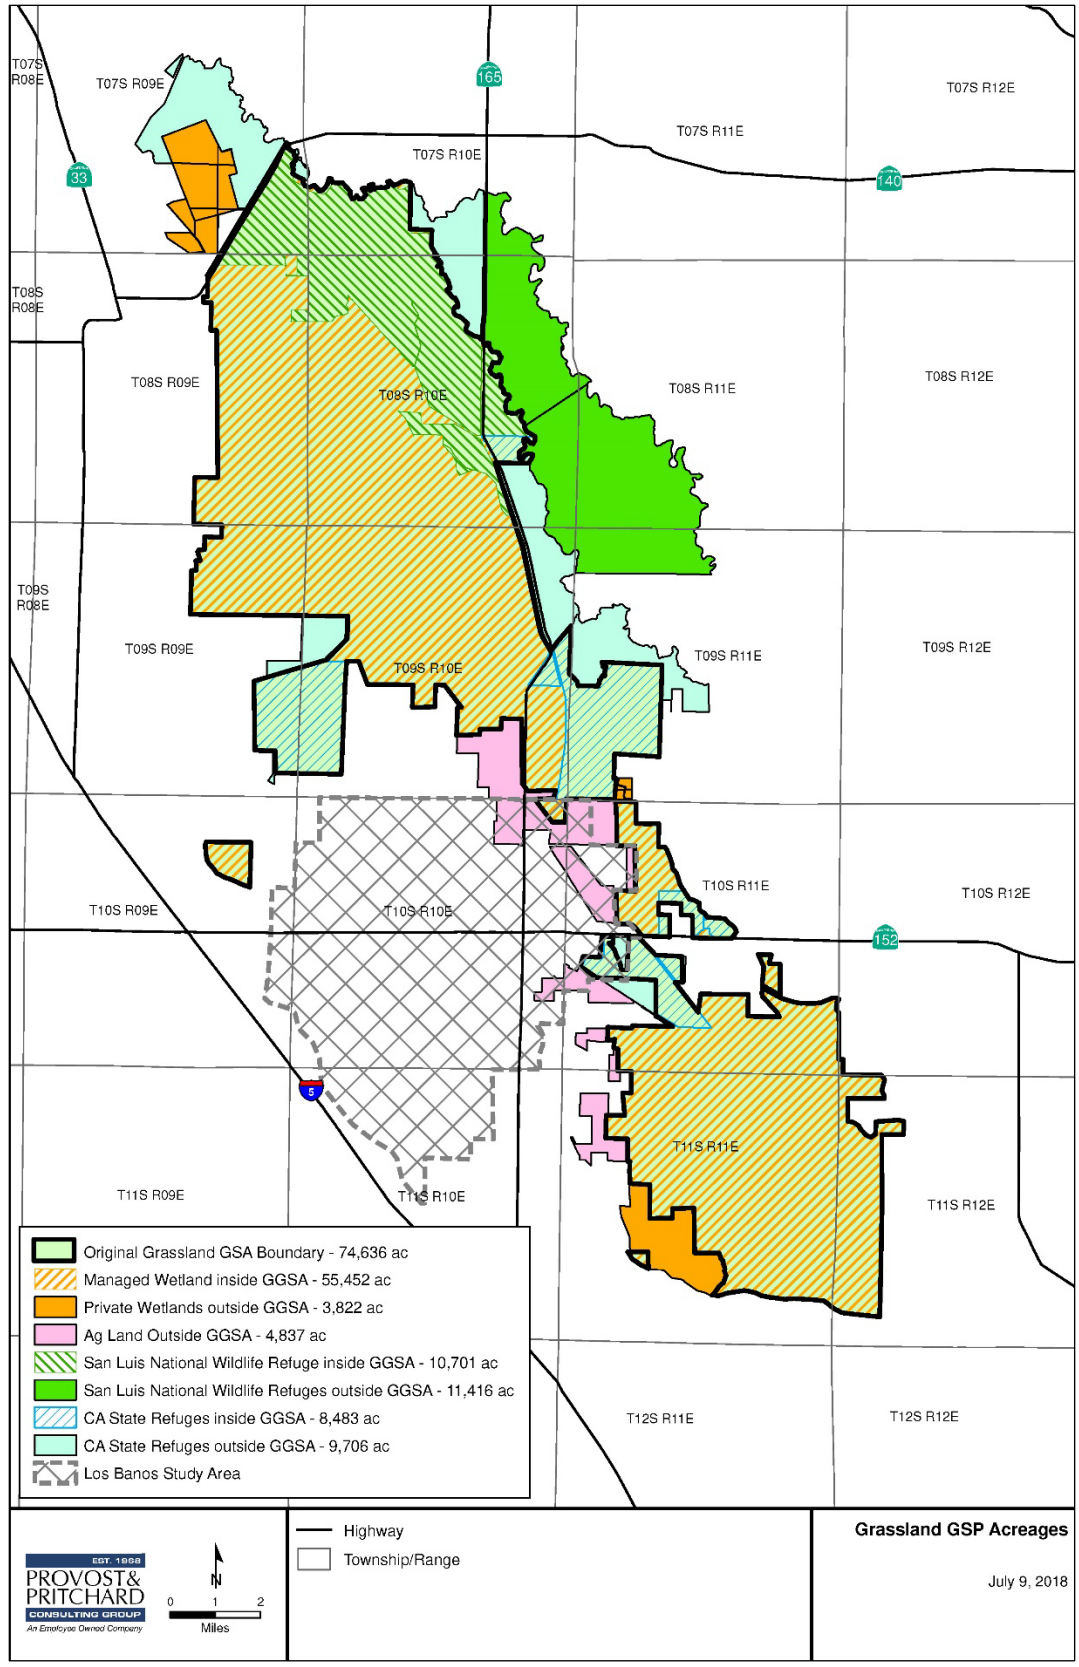 T07S
R08E
T07S R09E
165
T07S R12E
T07S R11E
T07S R10E
33
140
T08S
R08E
T08S R09E
T08S R10E
T08S R11E
T08S R12E
T09S
R08E
T09S R09E
T09S R10E
T09S R11E
T09S R12E
T10S R09E
T10S R10E
T10S R11E
T10S R12E
152
5
T11S R09E
T11S R10E
T11S R11E
T11S R12E
Original Grassland GSA Boundary - 74,636 ac
Managed Wetland inside GGSA - 55,452 ac
Private Wetlands outside GGSA - 3,822 ac
Ag Land Outside GGSA - 4,837 ac
San Luis National Wildlife Refuge inside GGSA - 10,701 ac
San Luis National Wildlife Refuges outside GGSA - 11,416 ac
CA State Refuges inside GGSA - 8,483 ac
CA State Refuges outside GGSA - 9,706 ac
Los Banos Study Area
T12S R11E
T12S R12E
EST. 1968
PROVOST&
PRITCHARD
CONSULTING GROUP
An Employee Owned Company
N
0 1 2
Miles
Highway
Township/Range
Grassland GSP Acreages
July 9, 2018